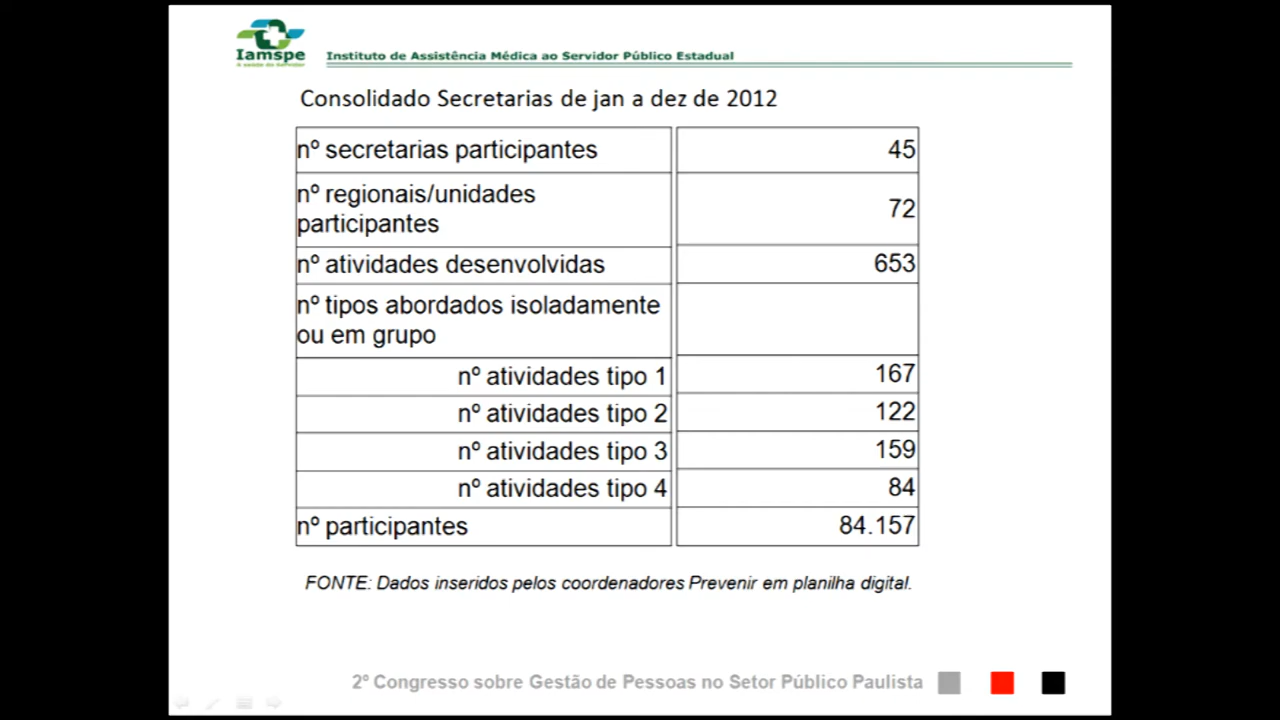 Iamspe
A saúde do servidor
Instituto de Assistência Médica ao Servidor Público Estadual
Consolidado Secretarias de jan a dez de 2012
nº secretarias participantes 45
nº regionais/unidades
participantes 72
nº atividades desenvolvidas 653
nº tipos abordados isoladamente
ou em grupo
nº atividades tipo 1 167
nº atividades tipo 2 122
nº atividades tipo 3 159
nº atividades tipo 4 84
nº participantes 84.157
FONTE: Dados inseridos pelos coordenadores Prevenir em planilha digital.
2º Congresso sobre Gestão de Pessoas no Setor Público Paulista